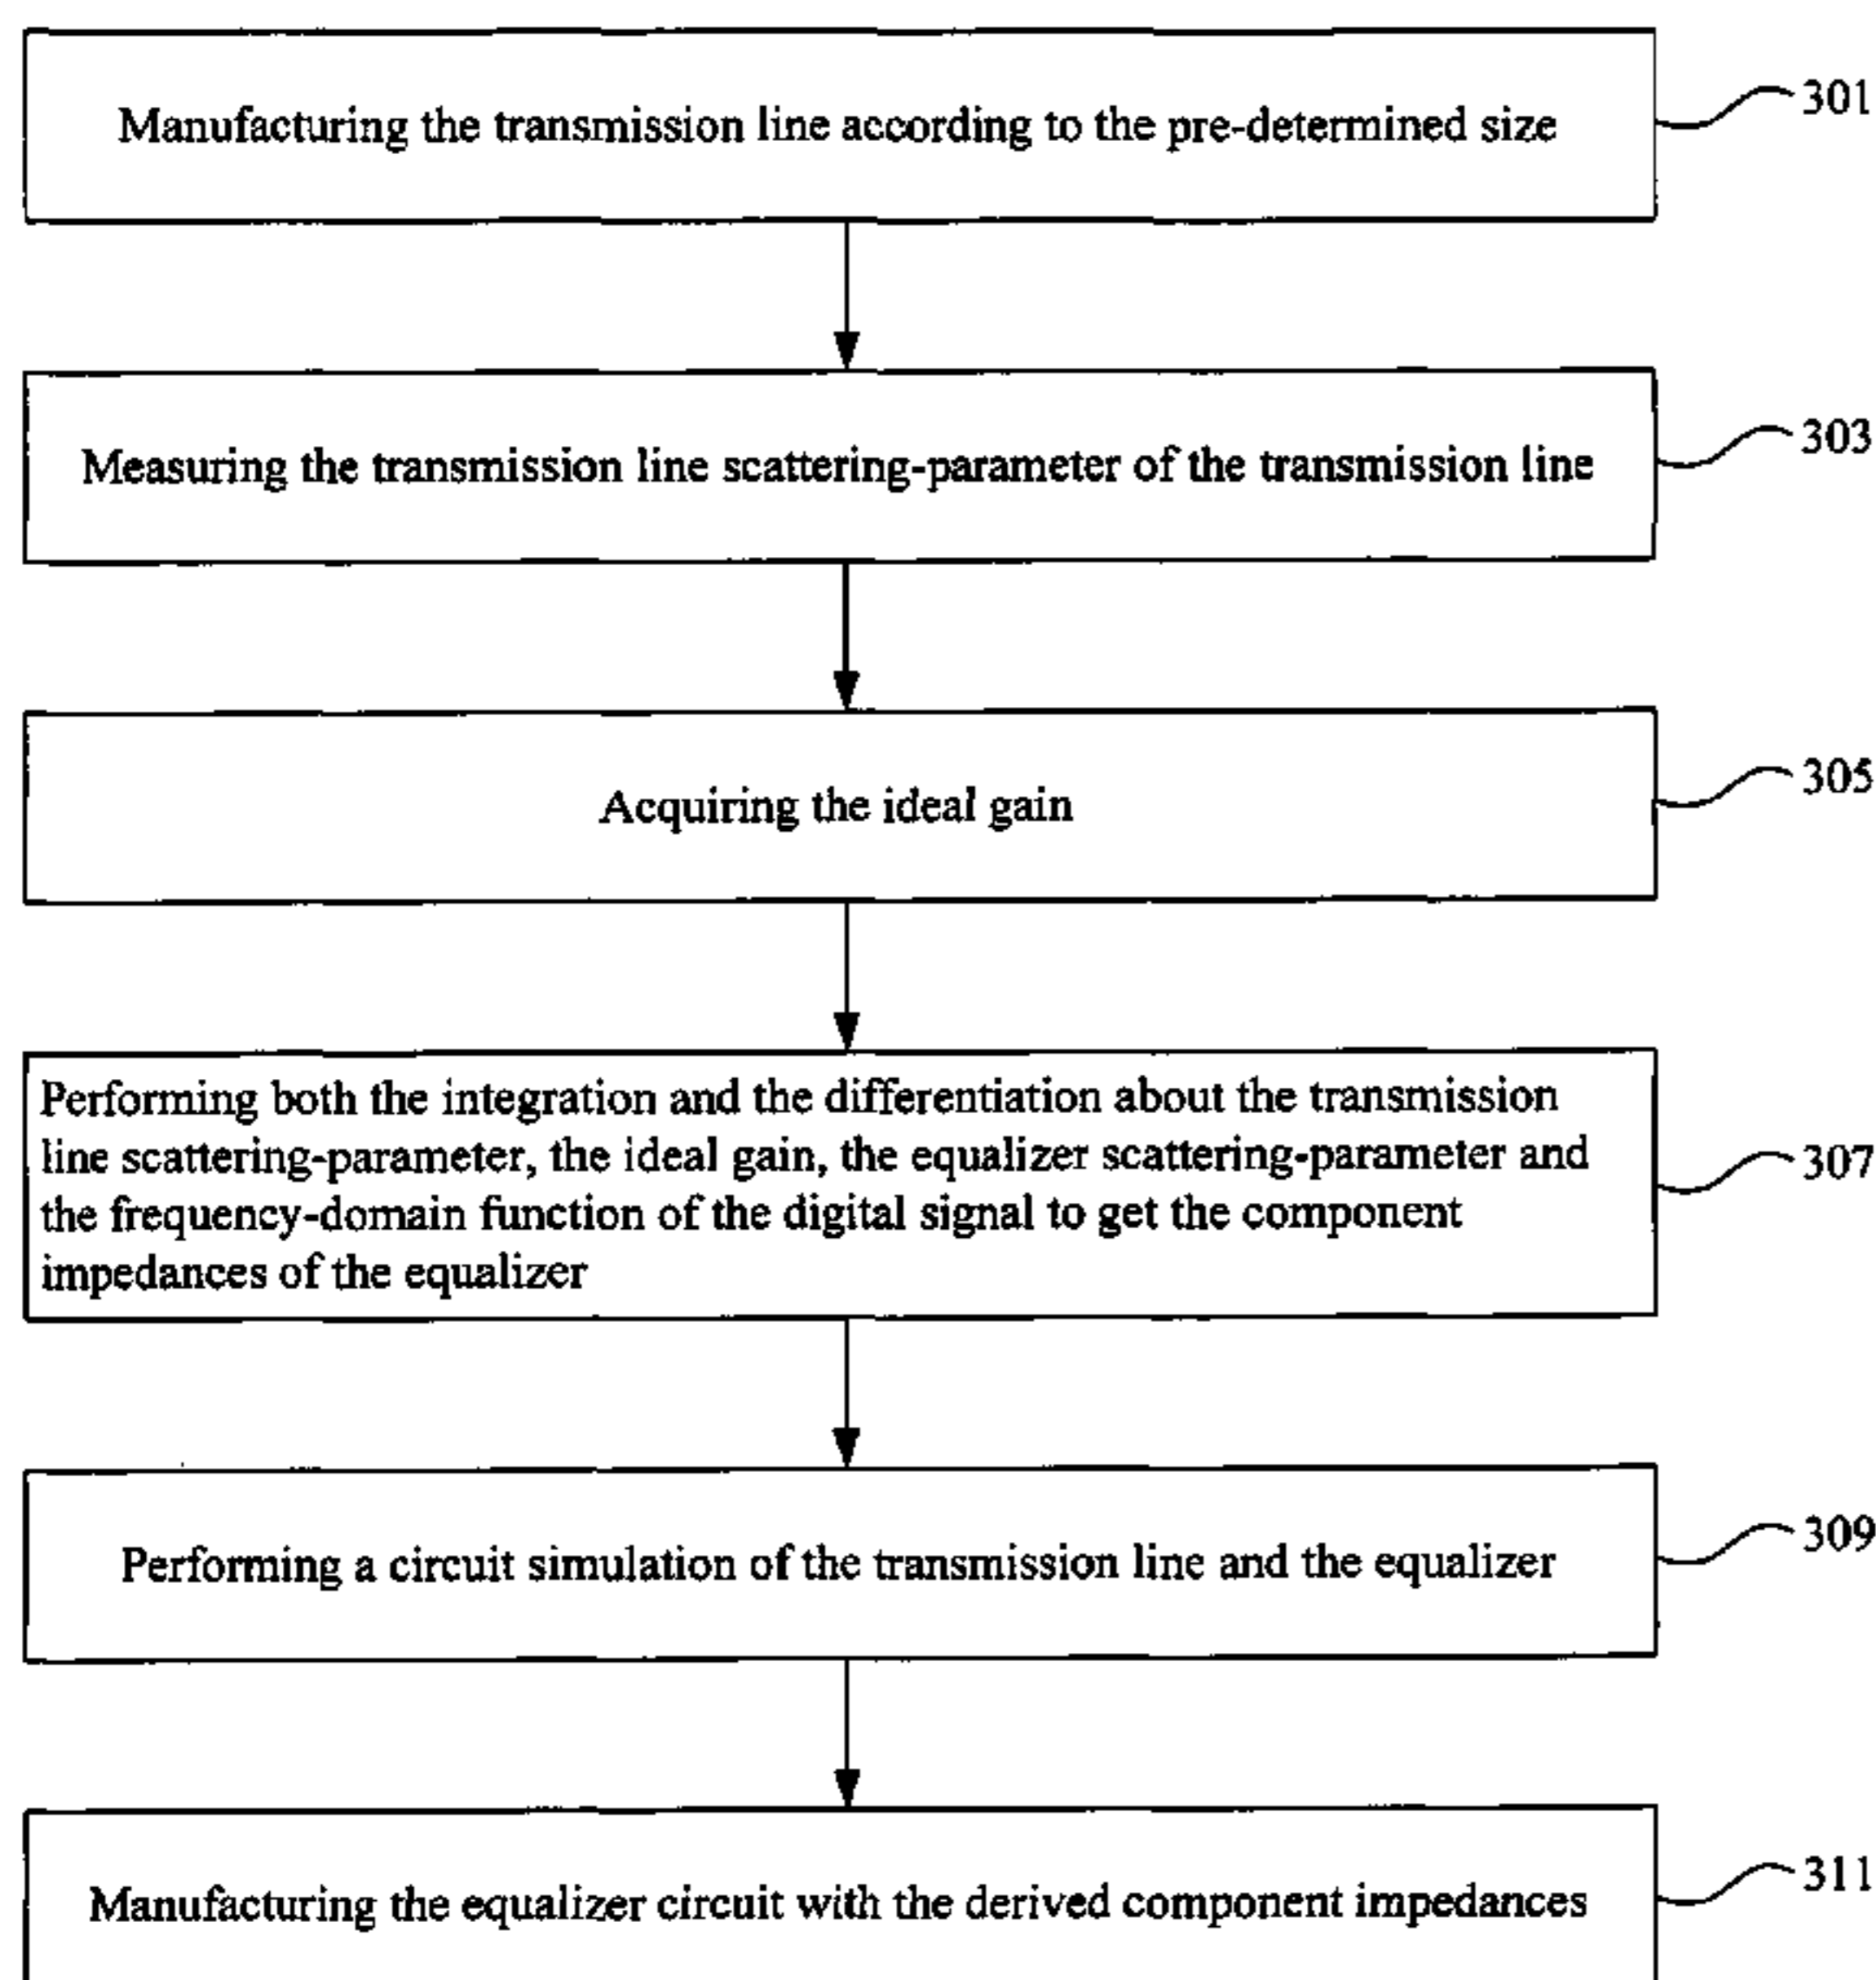 Manufacturing the transmission line according to the pre-determined size
301
Measuring the transmission line scattering-parameter of the transmission line
303
Acquiring the ideal gain
305
Performing both the integration and the differentiation about the transmission
line scattering-parameter, the ideal gain, the equalizer scattering-parameter and
the frequency-domain function of the digital signal to get the component
impedances of the equalizer
307
Performing a circuit simulation of the transmission line and the equalizer
309
Manufacturing the equalizer circuit with the derived component impedances
311